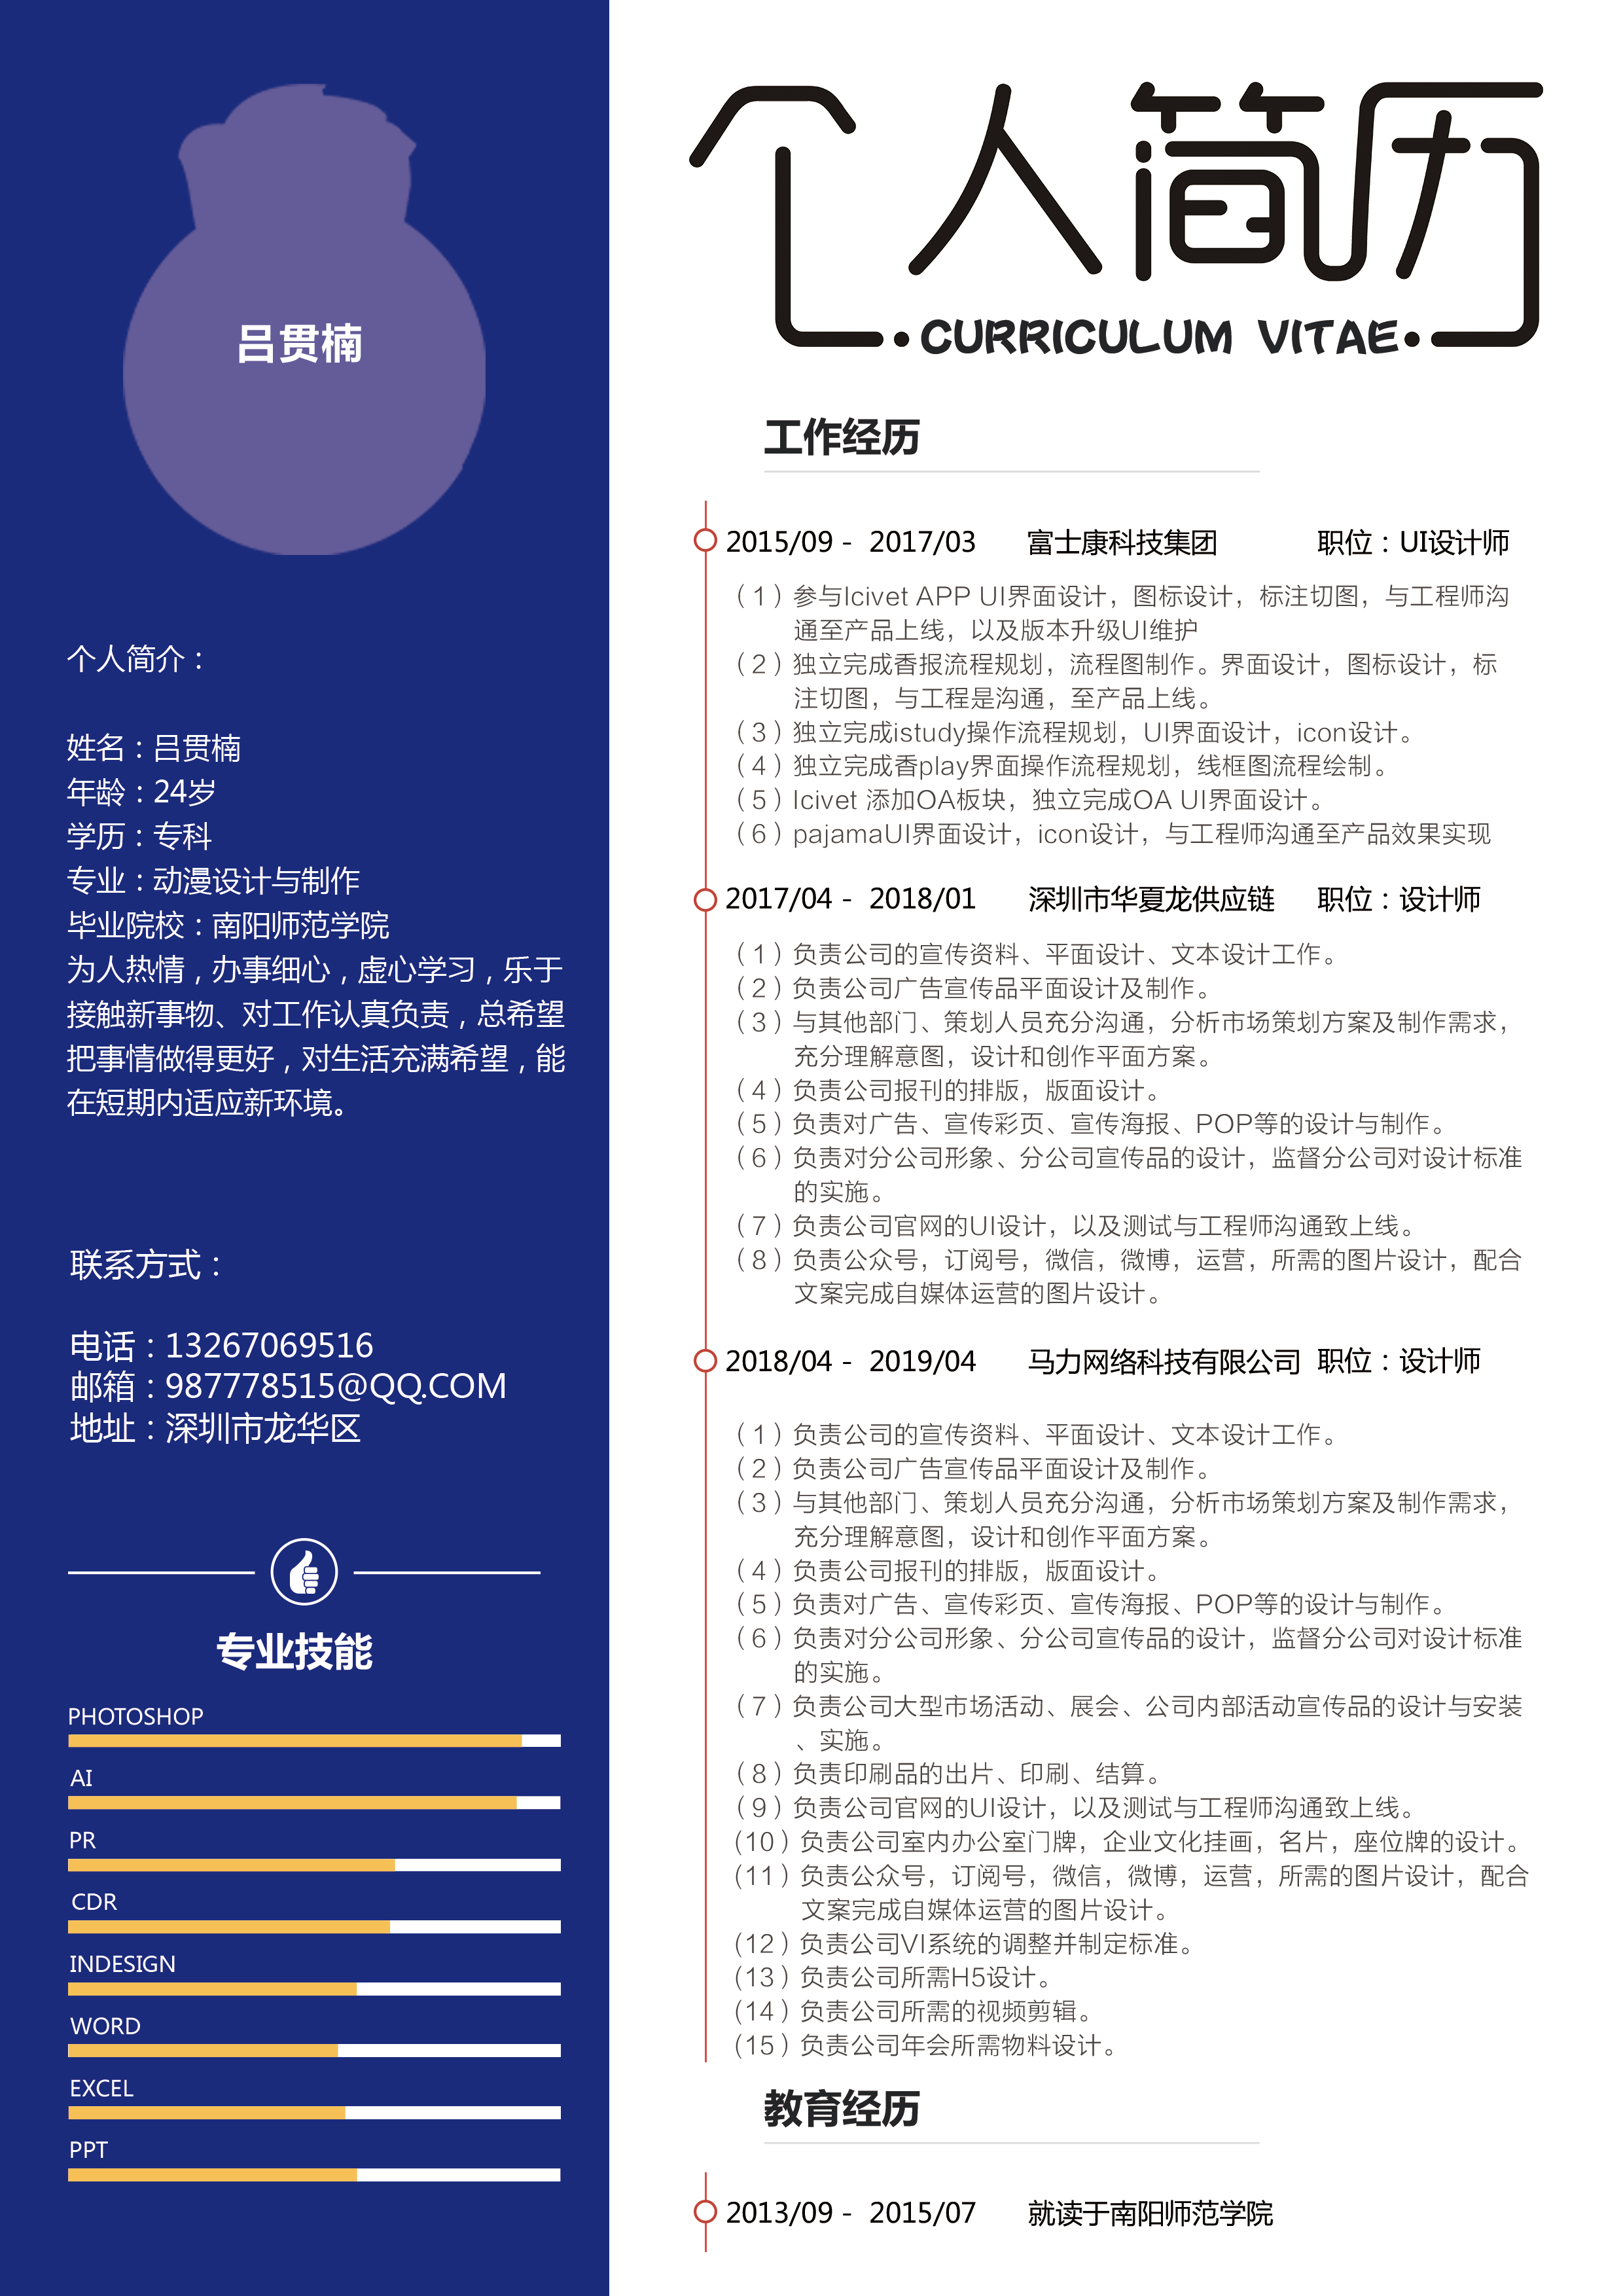 吕贯楠
个人简介：
姓名：吕贯楠
年龄：24岁
学历：专科
专业：动漫设计与制作
毕业院校：南阳师范学院
为人热情，办事细心，虚心学习，乐于
接触新事物、对工作认真负责，总希望
把事情做得更好，对生活充满希望，能
在短期内适应新环境。
联系方式：
电话：13267069516
邮箱：987778515@QQ.COM
地址：深圳市龙华区
专业技能
PHOTOSHOP
AI
PR
CDR
INDESIGN
WORD
EXCEL
PPT
个人简历
CURRICULUM VITAE
工作经历
2015/09 - 2017/03 富士康科技集团 职位：UI设计师
（1）参与Icivet APP UI界面设计，图标设计，标注切图，与工程师沟
通至产品上线，以及版本升级UI维护
（2）独立完成香报流程规划，流程图制作。界面设计，图标设计，标
注切图，与工程是沟通，至产品上线。
（3）独立完成istudy操作流程规划，UI界面设计，icon设计。
（4）独立完成香play界面操作流程规划，线框图流程绘制。
（5）Icivet 添加OA板块，独立完成OA UI界面设计。
（6）pajamaUI界面设计，icon设计，与工程师沟通至产品效果实现
2017/04 - 2018/01 深圳市华夏龙供应链 职位：设计师
（1）负责公司的宣传资料、平面设计、文本设计工作。
（2）负责公司广告宣传品平面设计及制作。
（3）与其他部门、策划人员充分沟通，分析市场策划方案及制作需求，
充分理解意图，设计和创作平面方案。
（4）负责公司报刊的排版，版面设计。
（5）负责对广告、宣传彩页、宣传海报、POP等的设计与制作。
（6）负责对分公司形象、分公司宣传品的设计，监督分公司对设计标准
的实施。
（7）负责公司官网的UI设计，以及测试与工程师沟通致上线。
（8）负责公众号，订阅号，微信，微博，运营，所需的图片设计，配合
文案完成自媒体运营的图片设计。
2018/04 - 2019/04 马力网络科技有限公司 职位：设计师
（1）负责公司的宣传资料、平面设计、文本设计工作。
（2）负责公司广告宣传品平面设计及制作。
（3）与其他部门、策划人员充分沟通，分析市场策划方案及制作需求，
充分理解意图，设计和创作平面方案。
（4）负责公司报刊的排版，版面设计。
（5）负责对广告、宣传彩页、宣传海报、POP等的设计与制作。
（6）负责对分公司形象、分公司宣传品的设计，监督分公司对设计标准
的实施。
（7）负责公司大型市场活动、展会、公司内部活动宣传品的设计与安装
、实施。
（8）负责印刷品的出片、印刷、结算。
（9）负责公司官网的UI设计，以及测试与工程师沟通致上线。
（10）负责公司室内办公室门牌，企业文化挂画，名片，座位牌的设计。
（11）负责公众号，订阅号，微信，微博，运营，所需的图片设计，配合
文案完成自媒体运营的图片设计。
（12）负责公司VI系统的调整并制定标准。
（13）负责公司所需H5设计。
（14）负责公司所需的视频剪辑。
（15）负责公司年会所需物料设计。
教育经历
2013/09 - 2015/07 就读于南阳师范学院